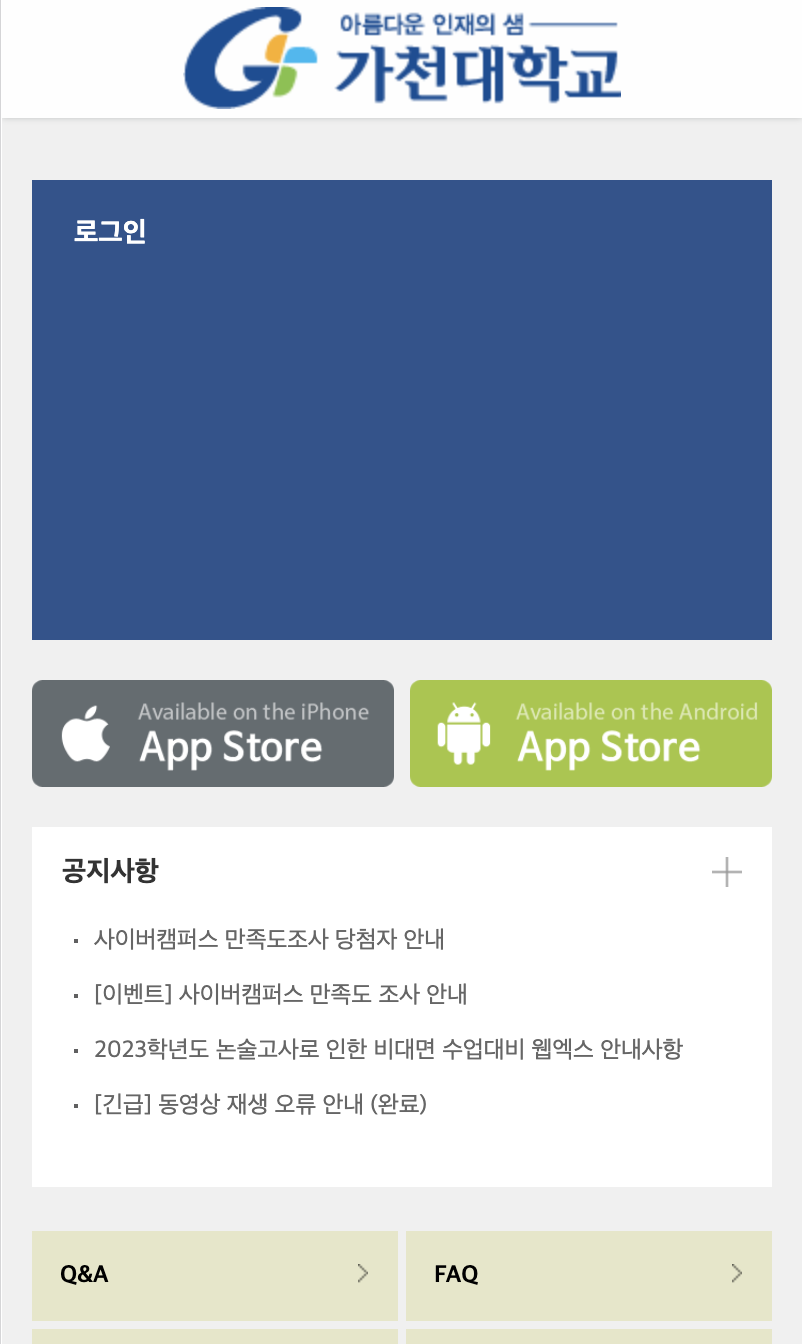 아름다운 인재의 샘
가천대학교
로그인
Available on the iPhone
App Store
Available on the Android
App Store
공지사항
사이버캠퍼스 만족도조사 당첨자 안내
[이벤트] 사이버캠퍼스 만족도 조사 안내
2023학년도 논술고사로 인한 비대면 수업대비 웹엑스 안내사항
[긴급] 동영상 재생 오류 안내 (완료)
Q&A
FAQ